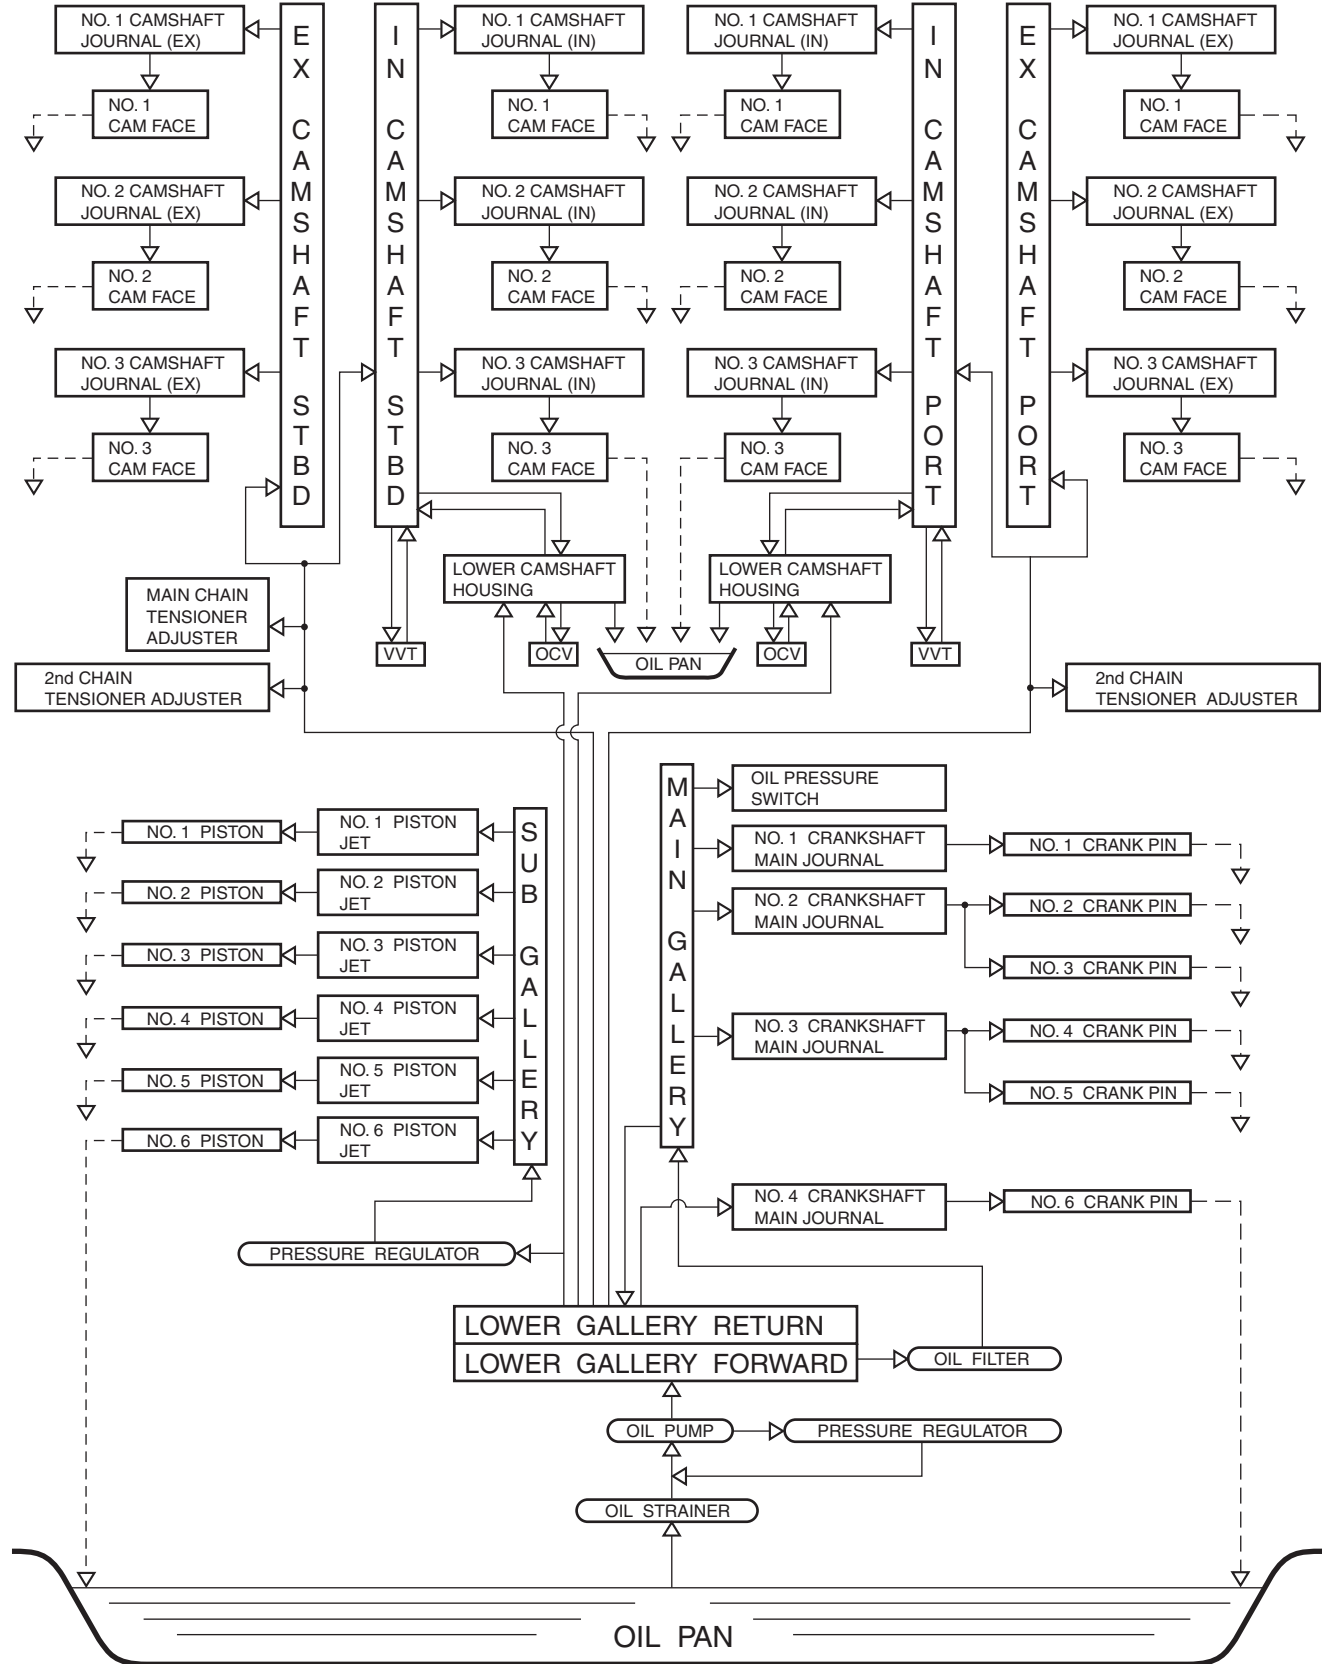 EX CAMSHAFT STBD
IN CAMSHAFT STBD
IN CAMSHAFT PORT
EX CAMSHAFT PORT
NO. 1 CAMSHAFT
JOURNAL (EX)
NO. 1
CAM FACE
NO. 2 CAMSHAFT
JOURNAL (EX)
NO. 2
CAM FACE
NO. 3 CAMSHAFT
JOURNAL (EX)
NO. 3
CAM FACE
NO. 1 CAMSHAFT
JOURNAL (IN)
NO. 1
CAM FACE
NO. 2 CAMSHAFT
JOURNAL (IN)
NO. 2
CAM FACE
NO. 3 CAMSHAFT
JOURNAL (IN)
NO. 3
CAM FACE
NO. 1 CAMSHAFT
JOURNAL (IN)
NO. 1
CAM FACE
NO. 2 CAMSHAFT
JOURNAL (IN)
NO. 2
CAM FACE
NO. 3 CAMSHAFT
JOURNAL (IN)
NO. 3
CAM FACE
NO. 1 CAMSHAFT
JOURNAL (EX)
NO. 1
CAM FACE
NO. 2 CAMSHAFT
JOURNAL (EX)
NO. 2
CAM FACE
NO. 3 CAMSHAFT
JOURNAL (EX)
NO. 3
CAM FACE
LOWER CAMSHAFT
HOUSING
LOWER CAMSHAFT
HOUSING
MAIN CHAIN
TENSIONER
ADJUSTER
VVT
OCV
OIL PAN
OCV
VVT
2nd CHAIN
TENSIONER ADJUSTER
2nd CHAIN
TENSIONER ADJUSTER
SUB GALLERY
MAIN GALLERY
NO. 1 PISTON
NO. 1 PISTON
JET
NO. 2 PISTON
NO. 2 PISTON
JET
NO. 3 PISTON
NO. 3 PISTON
JET
NO. 4 PISTON
NO. 4 PISTON
JET
NO. 5 PISTON
NO. 5 PISTON
JET
NO. 6 PISTON
NO. 6 PISTON
JET
OIL PRESSURE
SWITCH
NO. 1 CRANKSHAFT
MAIN JOURNAL
NO. 1 CRANK PIN
NO. 2 CRANKSHAFT
MAIN JOURNAL
NO. 2 CRANK PIN
NO. 3 CRANK PIN
NO. 3 CRANKSHAFT
MAIN JOURNAL
NO. 4 CRANK PIN
NO. 5 CRANK PIN
NO. 4 CRANKSHAFT
MAIN JOURNAL
NO. 6 CRANK PIN
PRESSURE REGULATOR
LOWER GALLERY RETURN
LOWER GALLERY FORWARD
OIL FILTER
OIL PUMP
PRESSURE REGULATOR
OIL STRAINER
OIL PAN